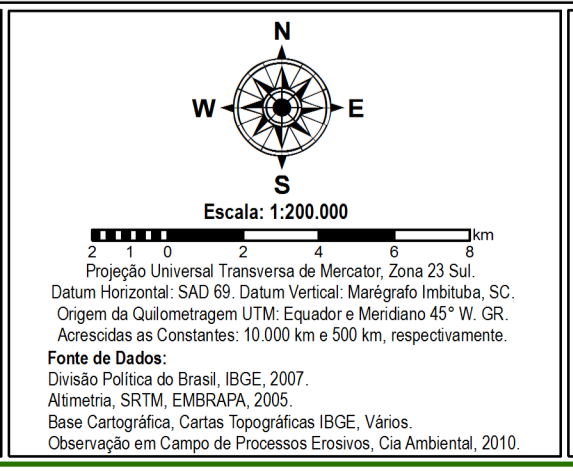 N
W E
S
Escala: 1:200.000
km
2 1 0 2 4 6 8
Projeção Universal Transversa de Mercator, Zona 23 Sul.
Datum Horizontal: SAD 69. Datum Vertical: Marégrafo Imbituba, SC.
Origem da Quilometragem UTM: Equador e Meridiano 45° W. GR.
Acrescidas as Constantes: 10.000 km e 500 km, respectivamente.
Fonte de Dados:
Divisão Política do Brasil, IBGE, 2007.
Altimetria, SRTM, EMBRAPA, 2005.
Base Cartográfica, Cartas Topográficas IBGE, Vários.
Observação em Campo de Processos Erosivos, Cia Ambiental, 2010.